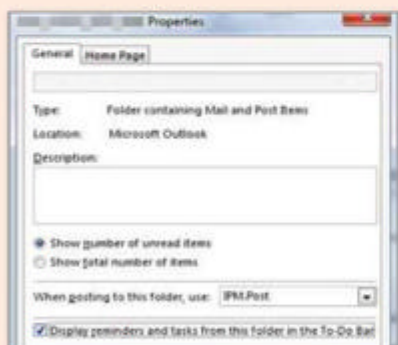 Properties
General Home Page
Type: Folder containing Mail and Post Items
Location: Microsoft Outlook
Description:
Show number of unread items
Show total number of items
When posting to this folder, use: IPM.Post
Display reminders and tasks from this folder in the To-Do Bar